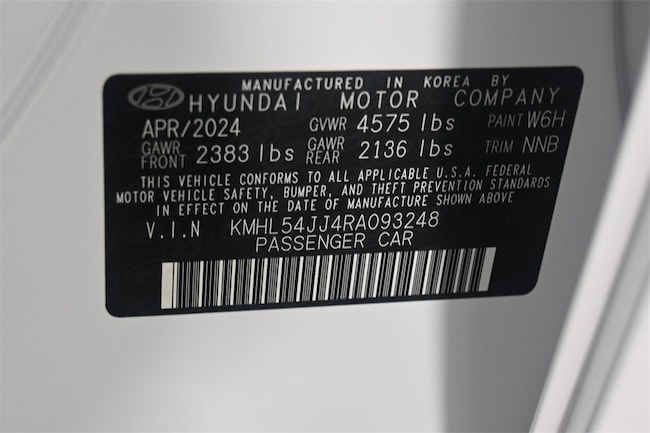 MANUFACTURED IN KOREA BY
HYUNDAI MOTOR COMPANY
APR/2024 GVWR 4575 lbs PAINT W6H
GAWR FRONT 2383 lbs GAWR REAR 2136 lbs TRIM NNB
THIS VEHICLE CONFORMS TO ALL APPLICABLE U.S.A. FEDERAL
MOTOR VEHICLE SAFETY, BUMPER, AND THEFT PREVENTION STANDARDS
IN EFFECT ON THE DATE OF MANUFACTURE SHOWN ABOVE
V.I.N KMHL54JJ4RA093248
PASSENGER CAR